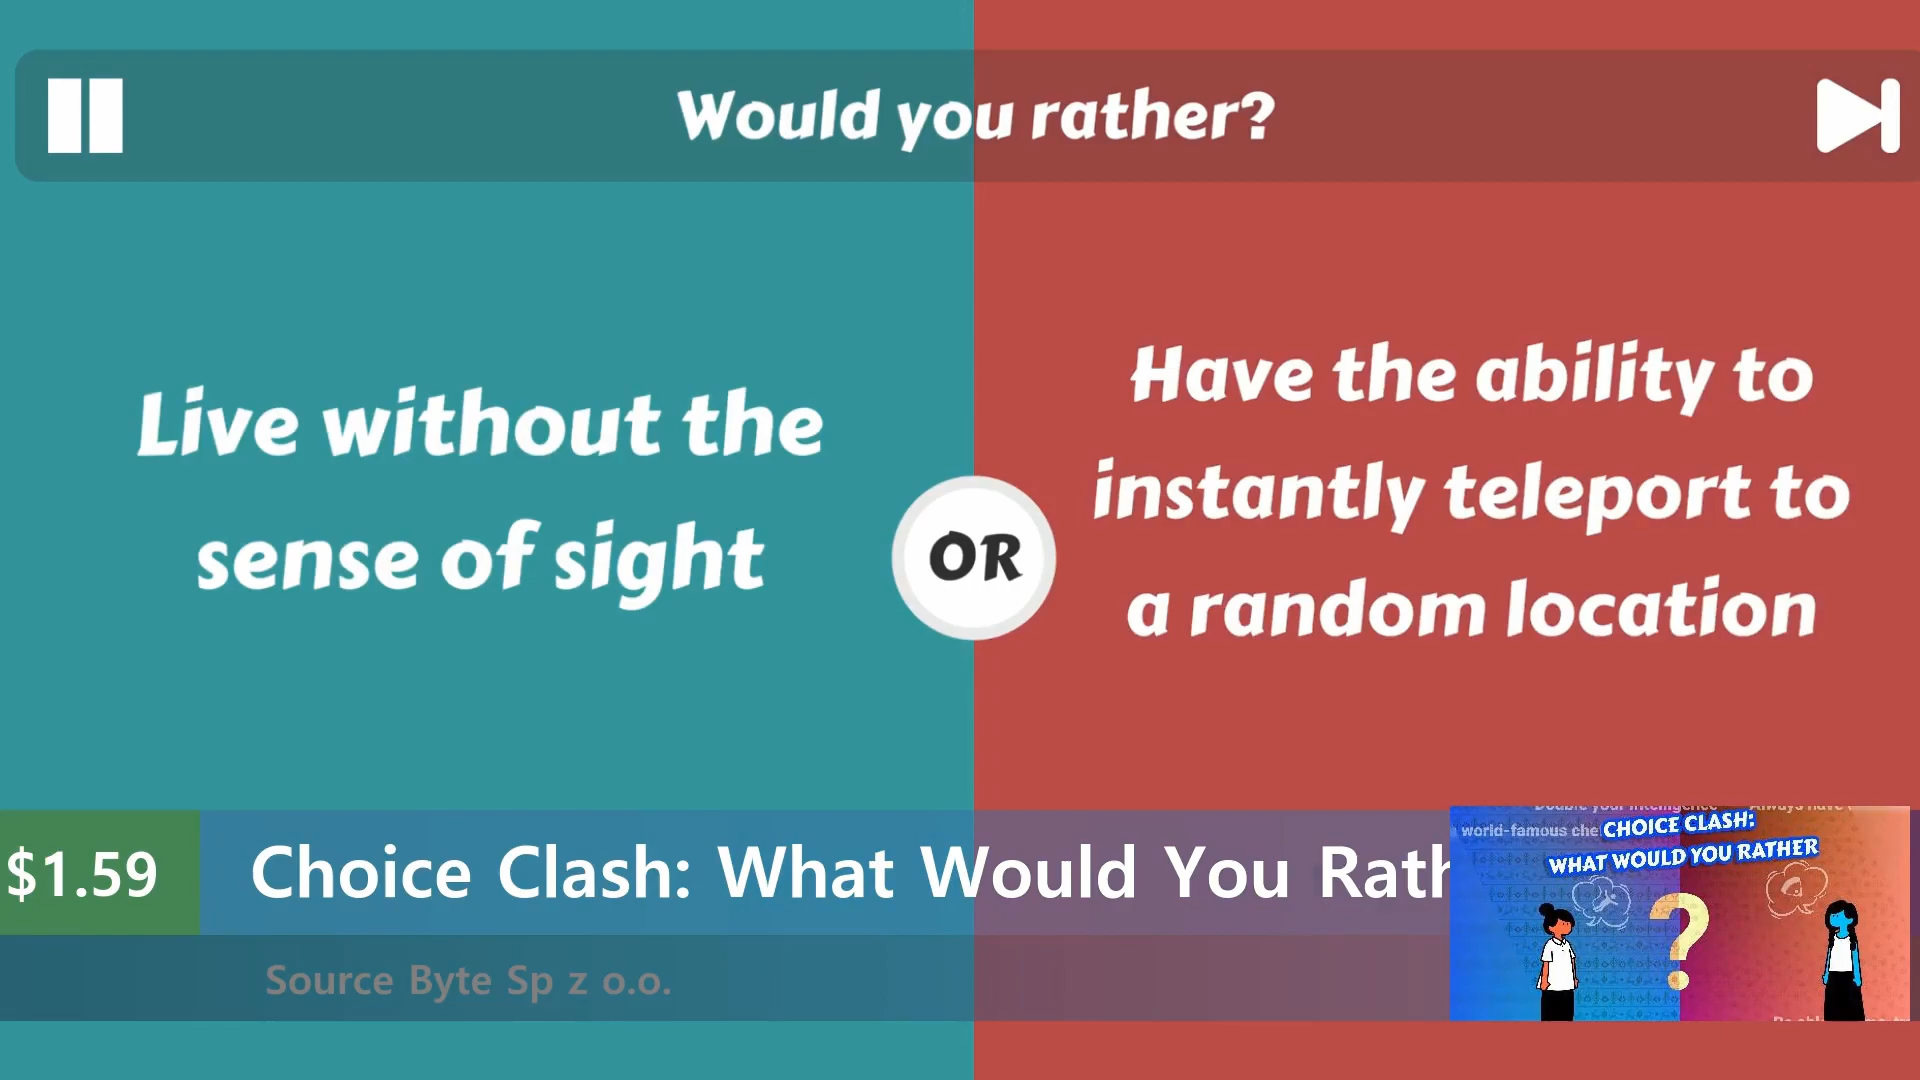 Would you rather?
Live without the
sense of sight
OR
Have the ability to
instantly teleport to
a random location
$1.59
Choice Clash: What Would You Rath
Source Byte Sp z o.o.
world-famous che
CHOICE CLASH:
WHAT WOULD YOU RATHER
?